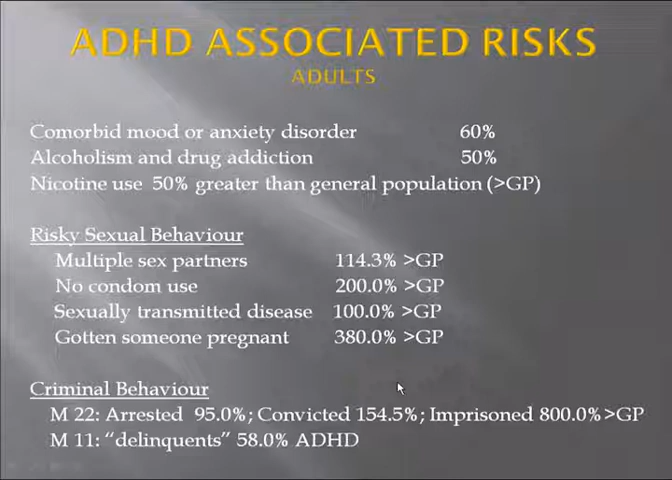 ADHD ASSOCIATED RISKS
ADULTS
Comorbid mood or anxiety disorder 60%
Alcoholism and drug addiction 50%
Nicotine use 50% greater than general population (>GP)
Risky Sexual Behaviour
Multiple sex partners 114.3% >GP
No condom use 200.0% >GP
Sexually transmitted disease 100.0% >GP
Gotten someone pregnant 380.0% >GP
Criminal Behaviour
M 22: Arrested 95.0%; Convicted 154.5%; Imprisoned 800.0%>GP
M 11: “delinquents” 58.0% ADHD